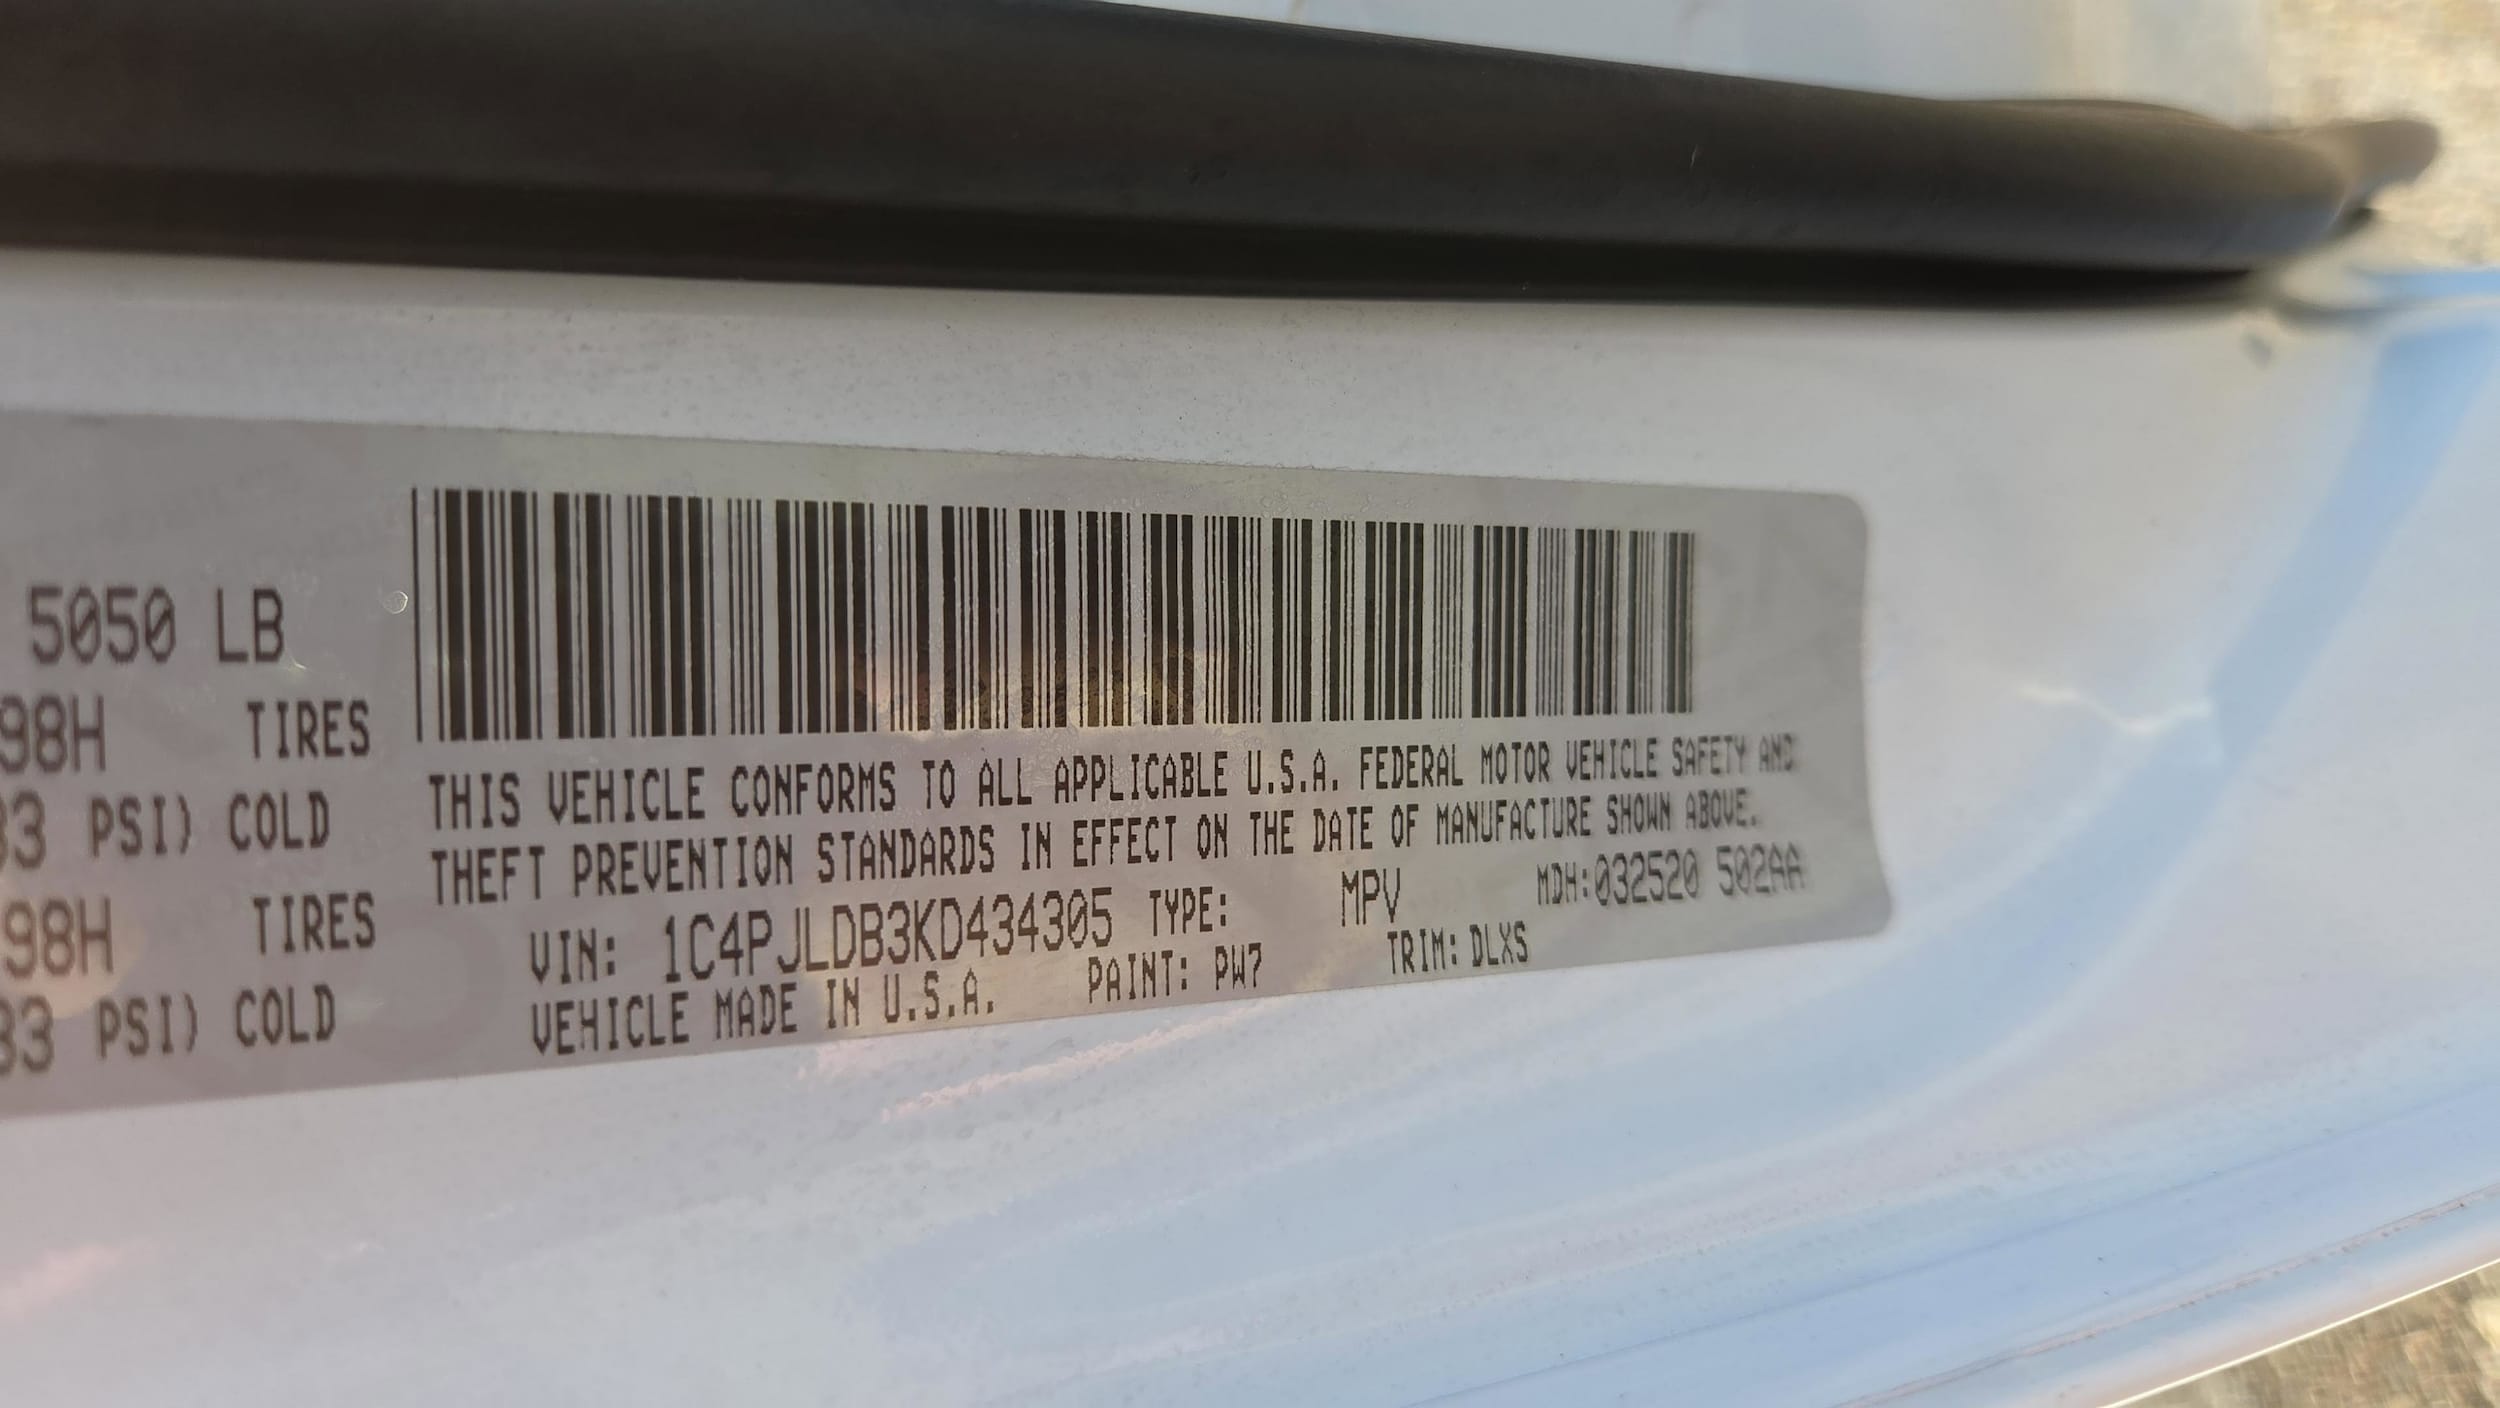 5050 LB
98H TIRES
33 PSI) COLD
98H TIRES
33 PSI) COLD
THIS VEHICLE CONFORMS TO ALL APPLICABLE U.S.A. FEDERAL MOTOR VEHICLE SAFETY AND
THEFT PREVENTION STANDARDS IN EFFECT ON THE DATE OF MANUFACTURE SHOWN ABOVE.
VIN: 1C4PJLDB3KD434305 TYPE: MPV MDH:032520 502AA
VEHICLE MADE IN U.S.A. PAINT: PW7 TRIM: DLXS